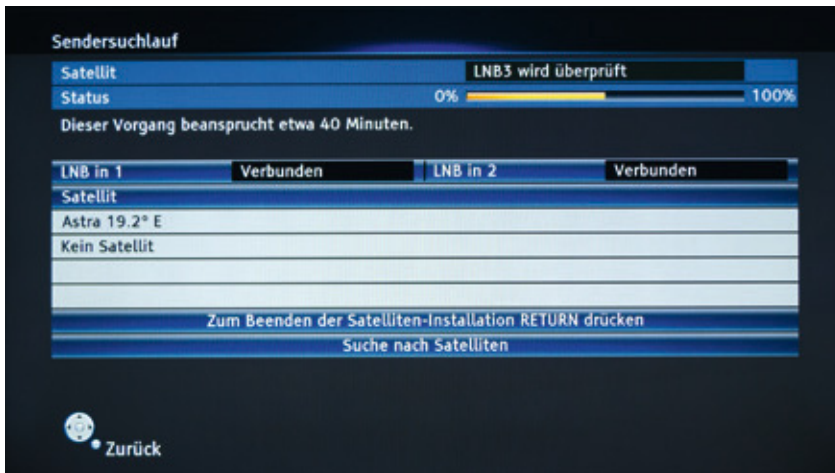 Sendersuchlauf
Satellit LNB3 wird überprüft
Status 0% 100%
Dieser Vorgang beansprucht etwa 40 Minuten.
LNB in 1 Verbunden LNB in 2 Verbunden
Satellit
Astra 19.2° E
Kein Satellit
Zum Beenden der Satelliten-Installation RETURN drücken
Suche nach Satelliten
Zurück